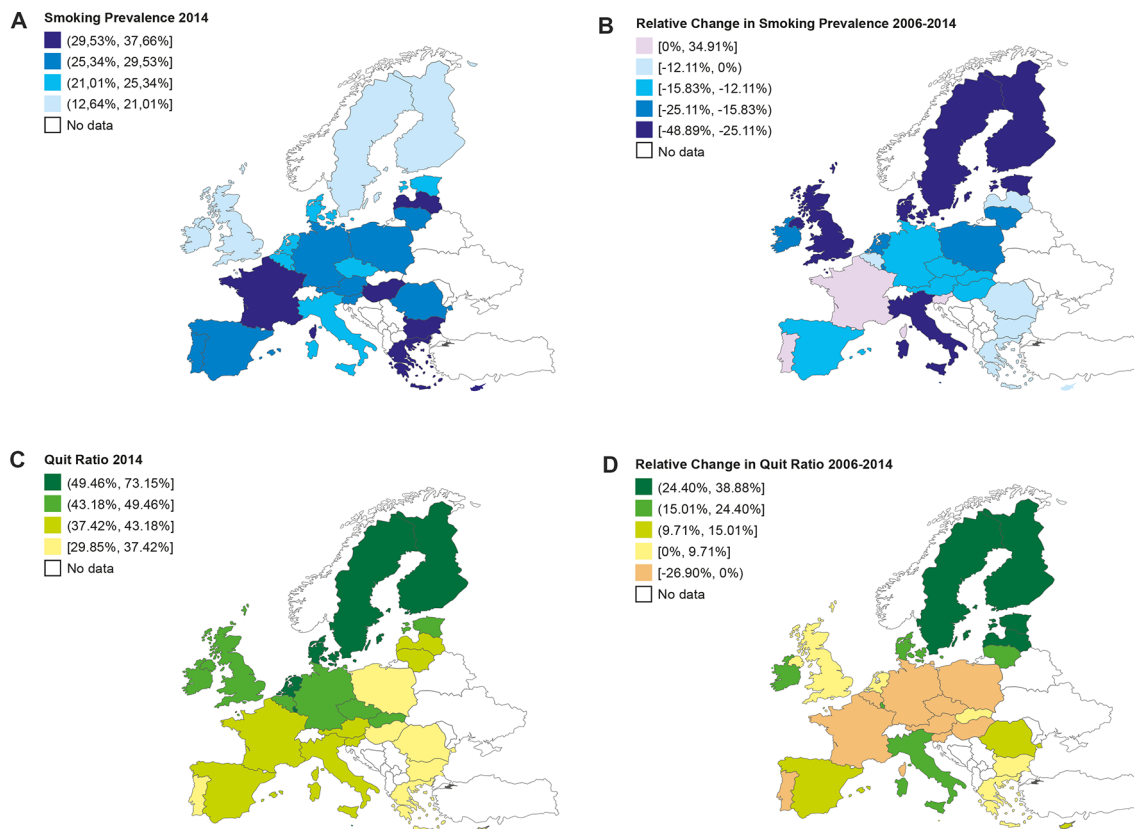 A
Smoking Prevalence 2014
(29,53%, 37,66%]
(25,34%, 29,53%]
(21,01%, 25,34%]
(12,64%, 21,01%]
No data
B
Relative Change in Smoking Prevalence 2006-2014
[0%, 34.91%]
[-12.11%, 0%)
[-15.83%, -12.11%)
[-25.11%, -15.83%)
[-48.89%, -25.11%)
No data
C
Quit Ratio 2014
(49.46%, 73.15%]
(43.18%, 49.46%]
(37.42%, 43.18%]
[29.85%, 37.42%]
No data
D
Relative Change in Quit Ratio 2006-2014
(24.40%, 38.88%]
(15.01%, 24.40%]
(9.71%, 15.01%]
[0%, 9.71%]
[-26.90%, 0%)
No data